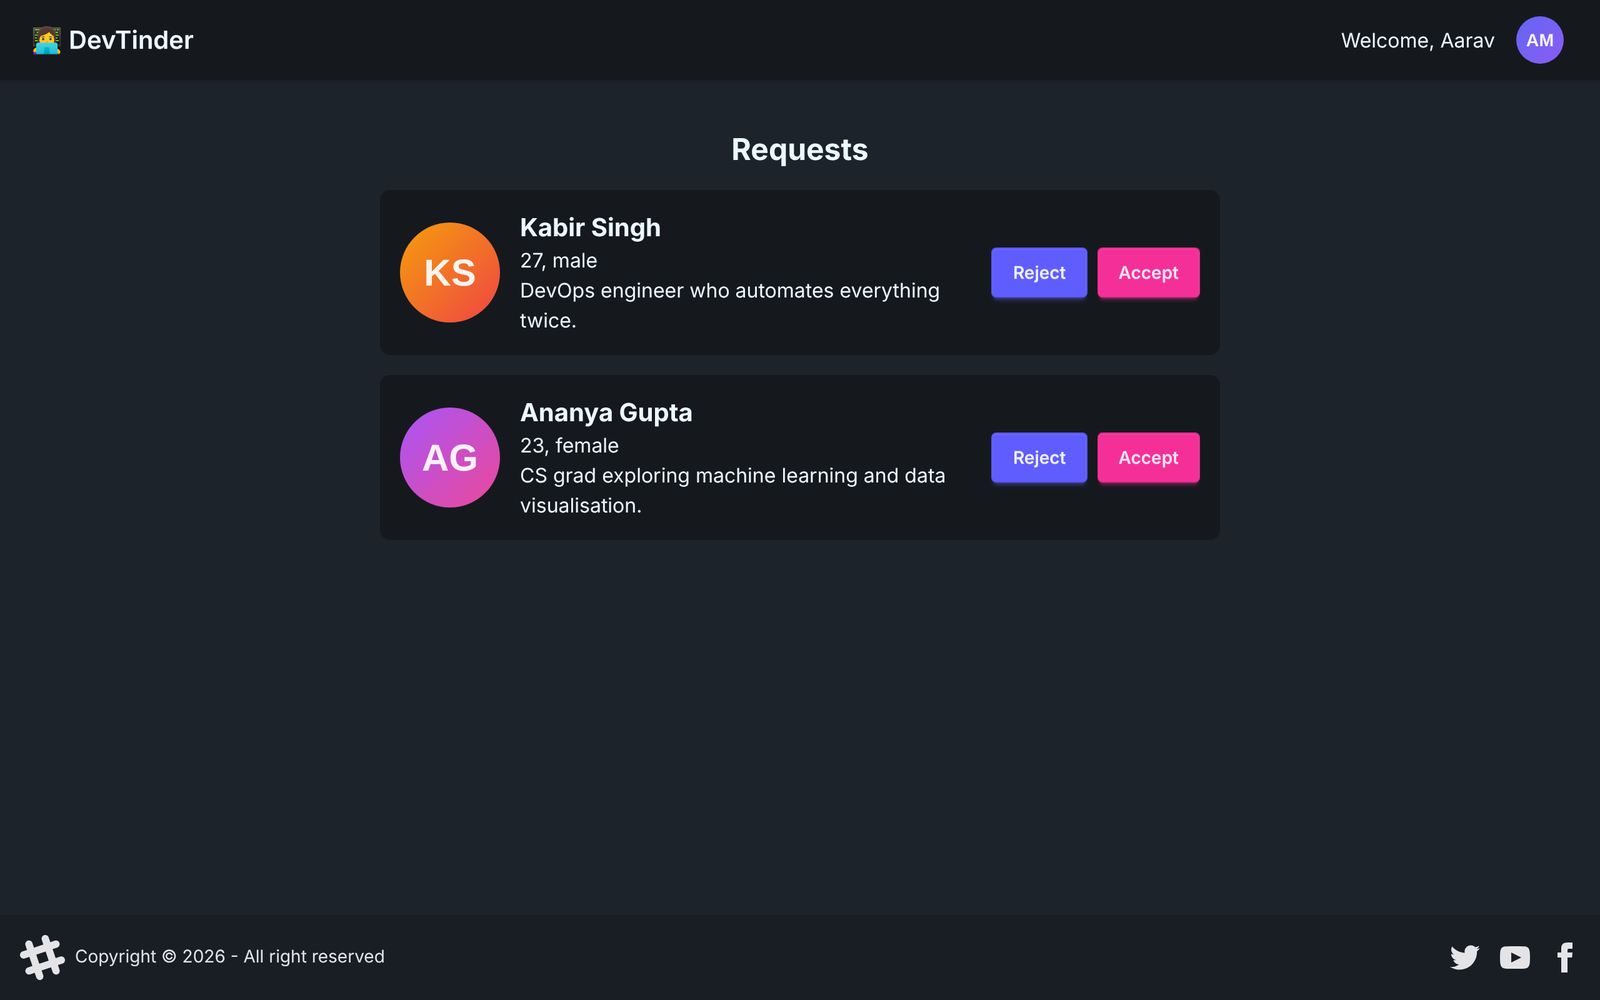 DevTinder
Welcome, Aarav
AM
Requests
KS
Kabir Singh
27, male
DevOps engineer who automates everything
twice.
Reject
Accept
AG
Ananya Gupta
23, female
CS grad exploring machine learning and data
visualisation.
Reject
Accept
Copyright © 2026 - All right reserved